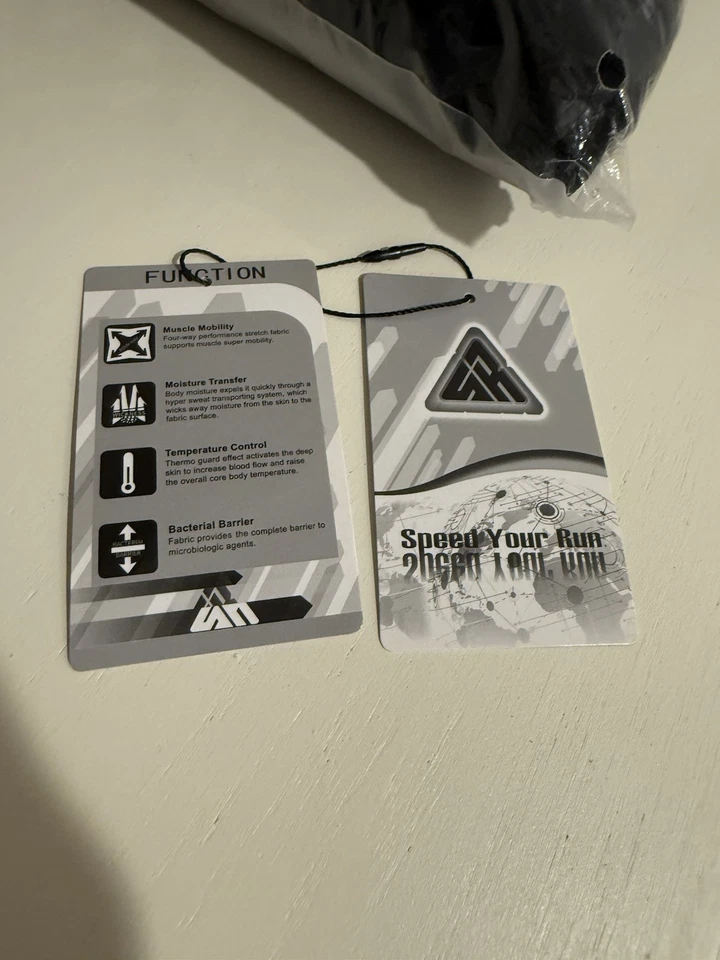 FUNCTION
Muscle Mobility
Four-way performance stretch fabric
supports muscle super mobility.
Moisture Transfer
Body moisture expels it quickly through a
hyper sweat transporting system, which
wicks away moisture from the skin to the
fabric surface.
Temperature Control
Thermo guard effect activates the deep
skin to increase blood flow and raise
the overall core body temperature.
BACTERIAL
BARRIER
Bacterial Barrier
Fabric provides the complete barrier to
microbiologic agents.
Speed Your Run